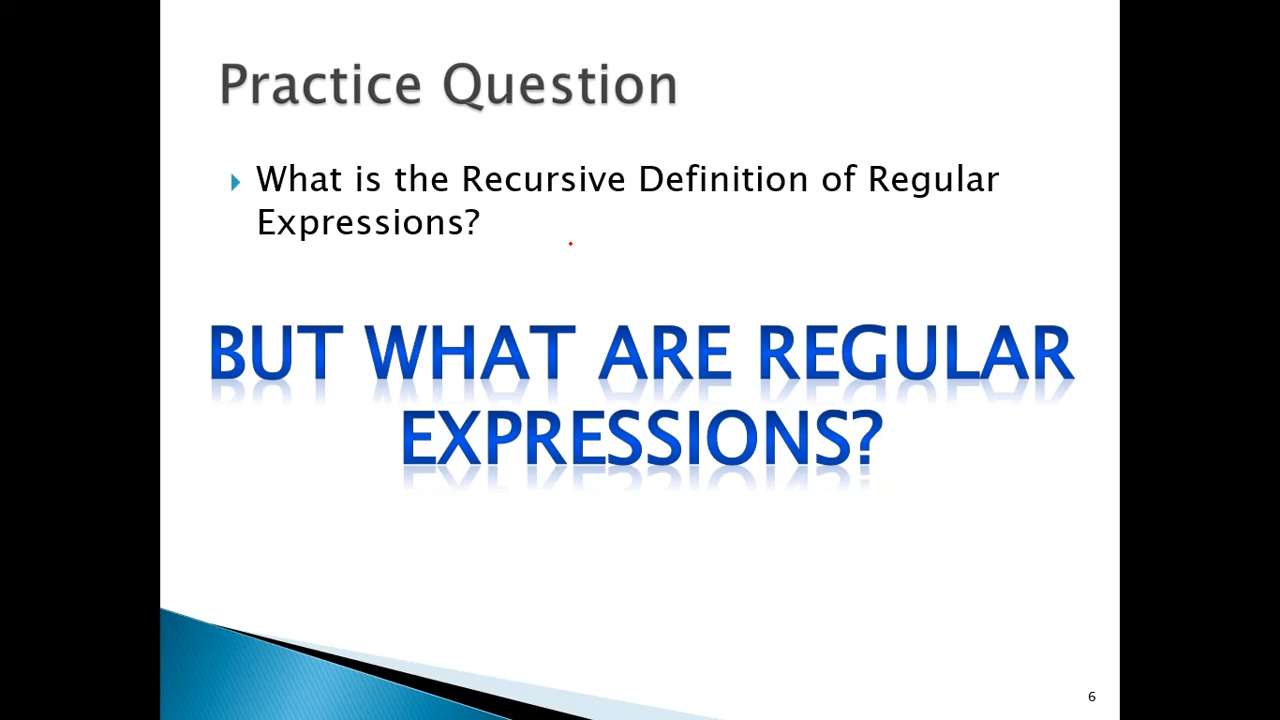 Practice Question
What is the Recursive Definition of Regular
Expressions?
BUT WHAT ARE REGULAR
EXPRESSIONS?
6